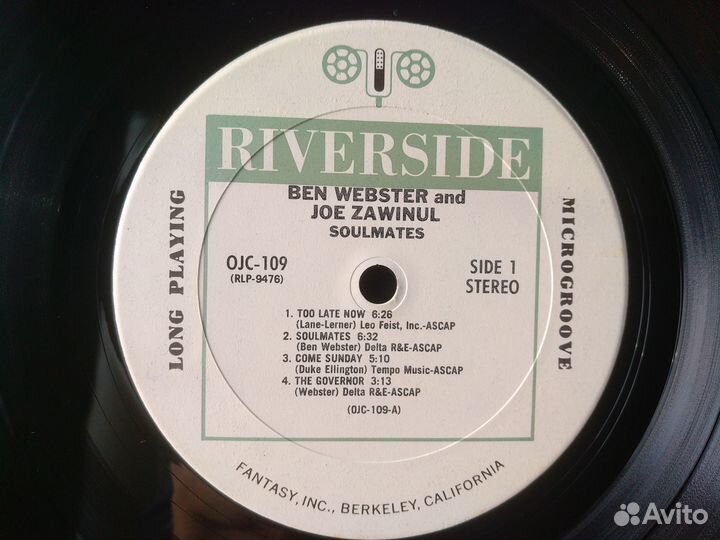 RIVERSIDE
BEN WEBSTER and
JOE ZAWINUL
SOULMATES
LONG PLAYING
MICROGROOVE
OJC-109
(RLP-9476)
SIDE 1
STEREO
1. TOO LATE NOW 6:26
(Lane-Lerner) Leo Feist, Inc.-ASCAP
2. SOULMATES 6:32
(Ben Webster) Delta R&E-ASCAP
3. COME SUNDAY 5:10
(Duke Ellington) Tempo Music-ASCAP
4. THE GOVERNOR 3:13
(Webster) Delta R&E-ASCAP
(OJC-109-A)
FANTASY, INC., BERKELEY, CALIFORNIA
Avito